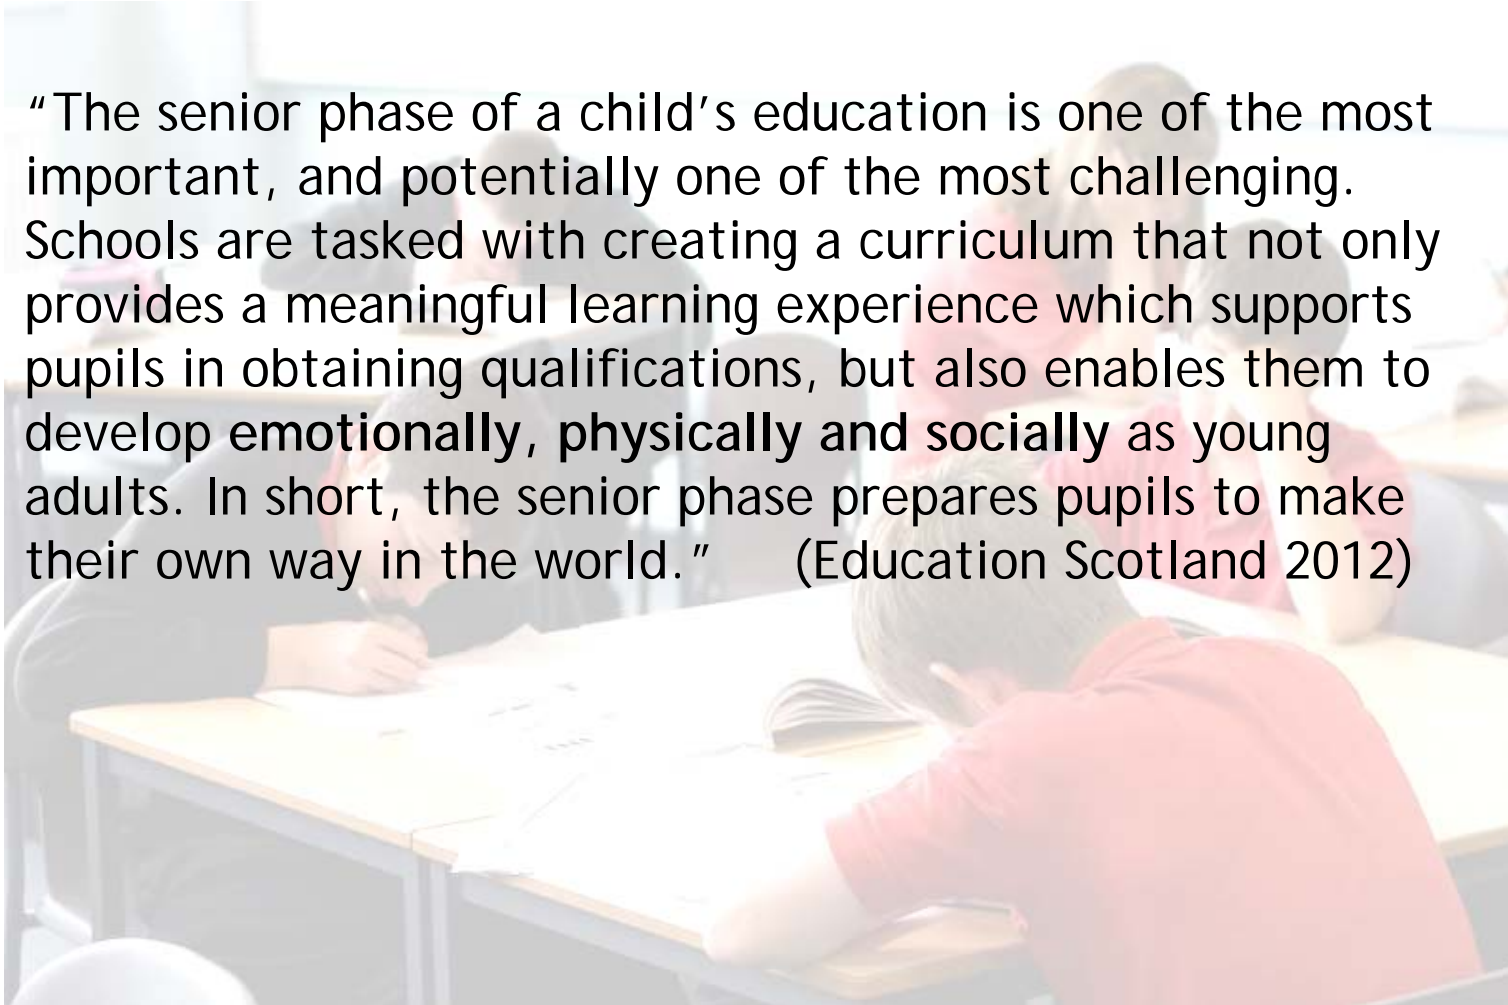 “The senior phase of a child’s education is one of the most
important, and potentially one of the most challenging.
Schools are tasked with creating a curriculum that not only
provides a meaningful learning experience which supports
pupils in obtaining qualifications, but also enables them to
develop emotionally, physically and socially as young
adults. In short, the senior phase prepares pupils to make
their own way in the world.” (Education Scotland 2012)